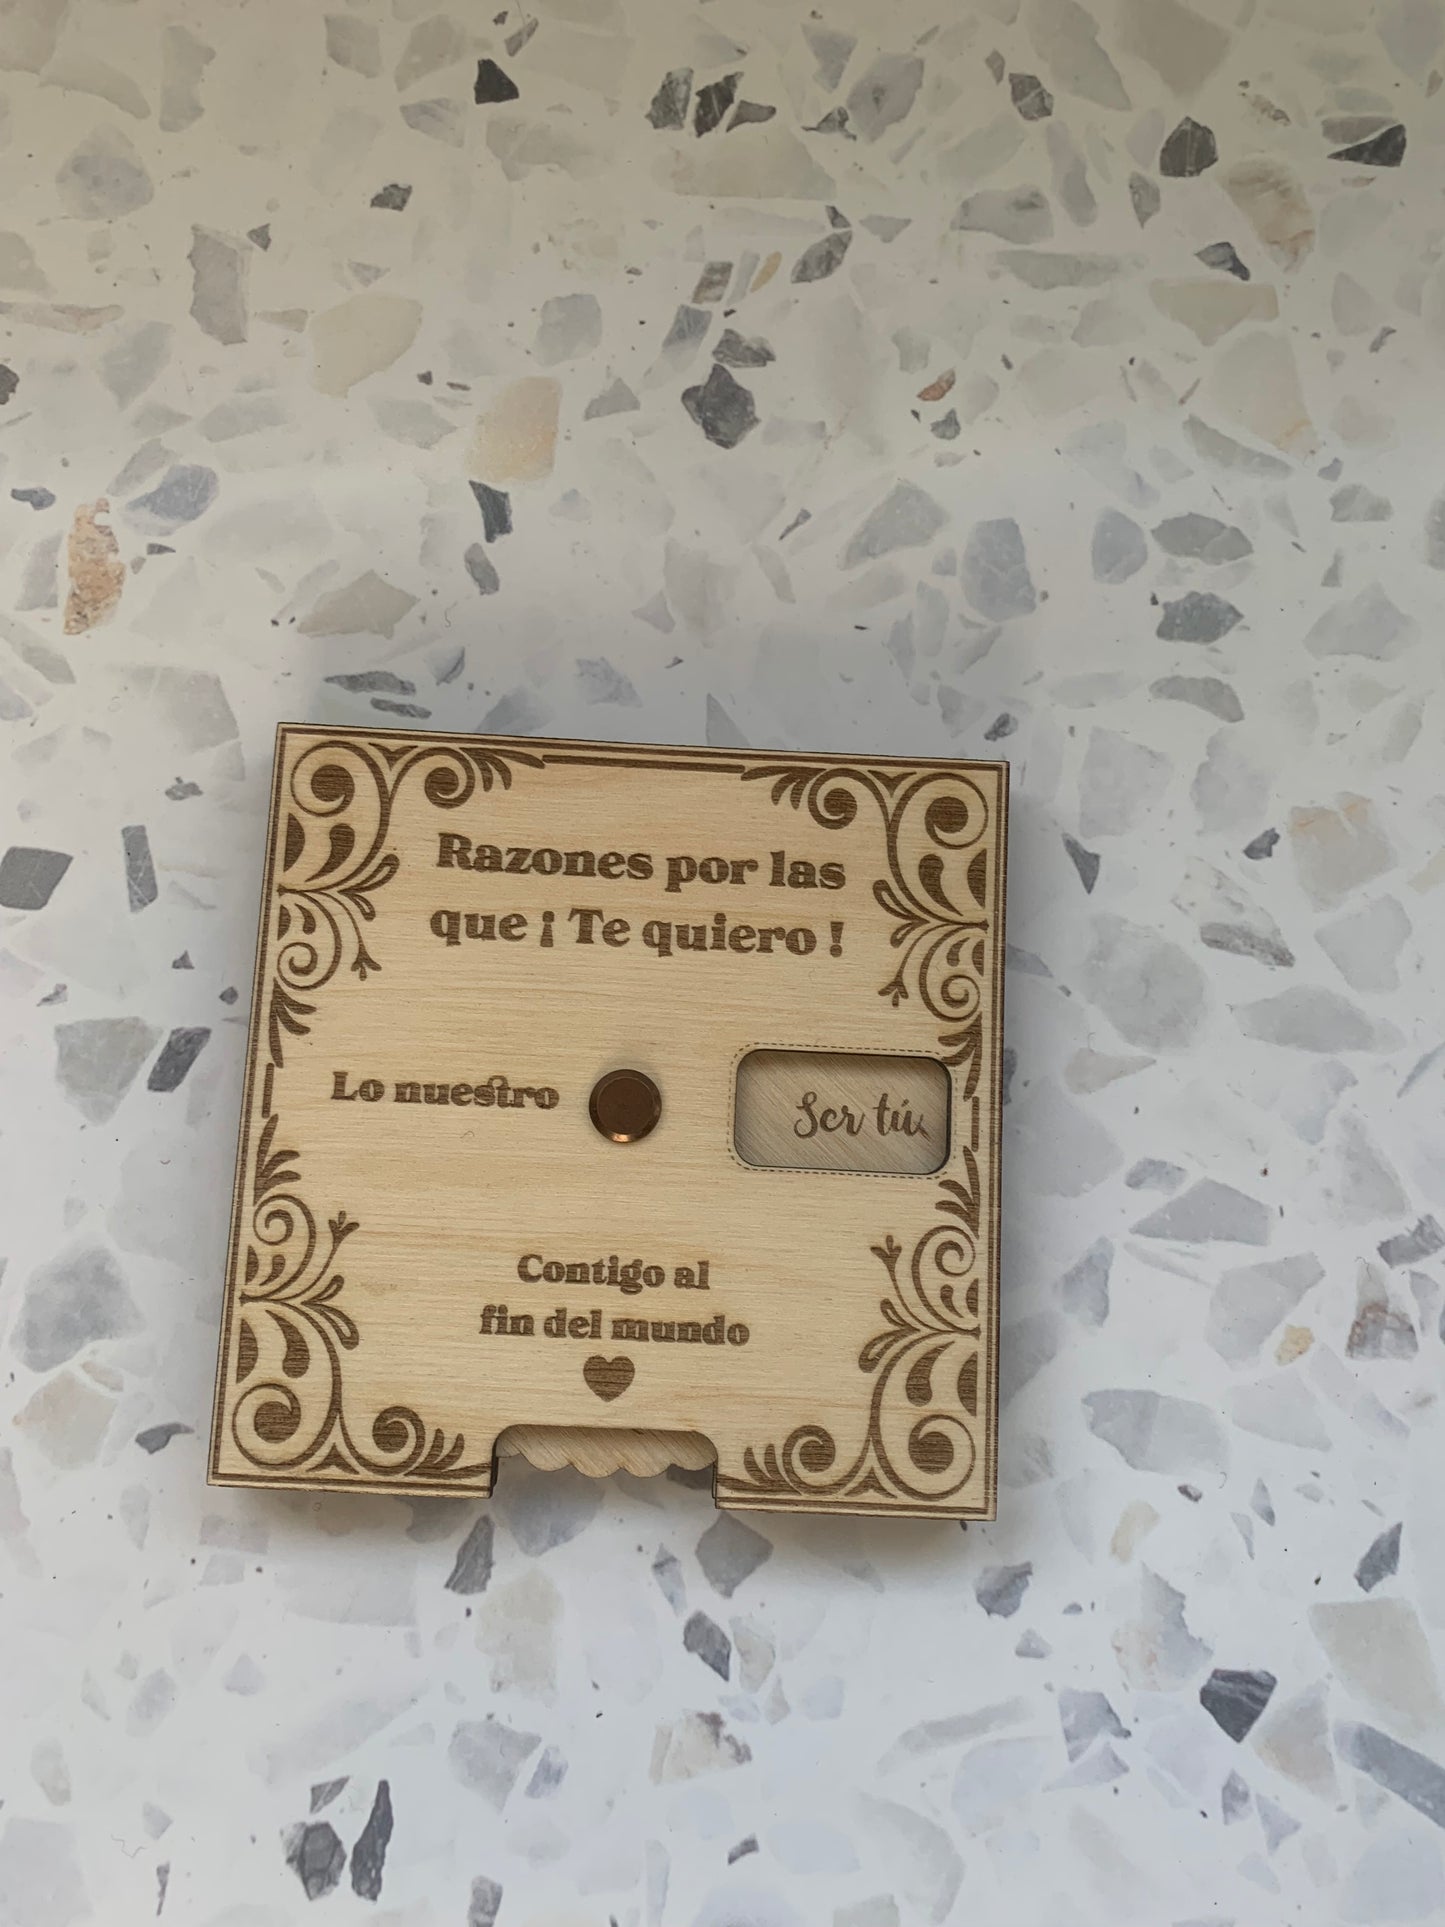 Razones por las
que ¡ Te quiero !
Lo nuestro
Ser tú
Contigo al
fin del mundo